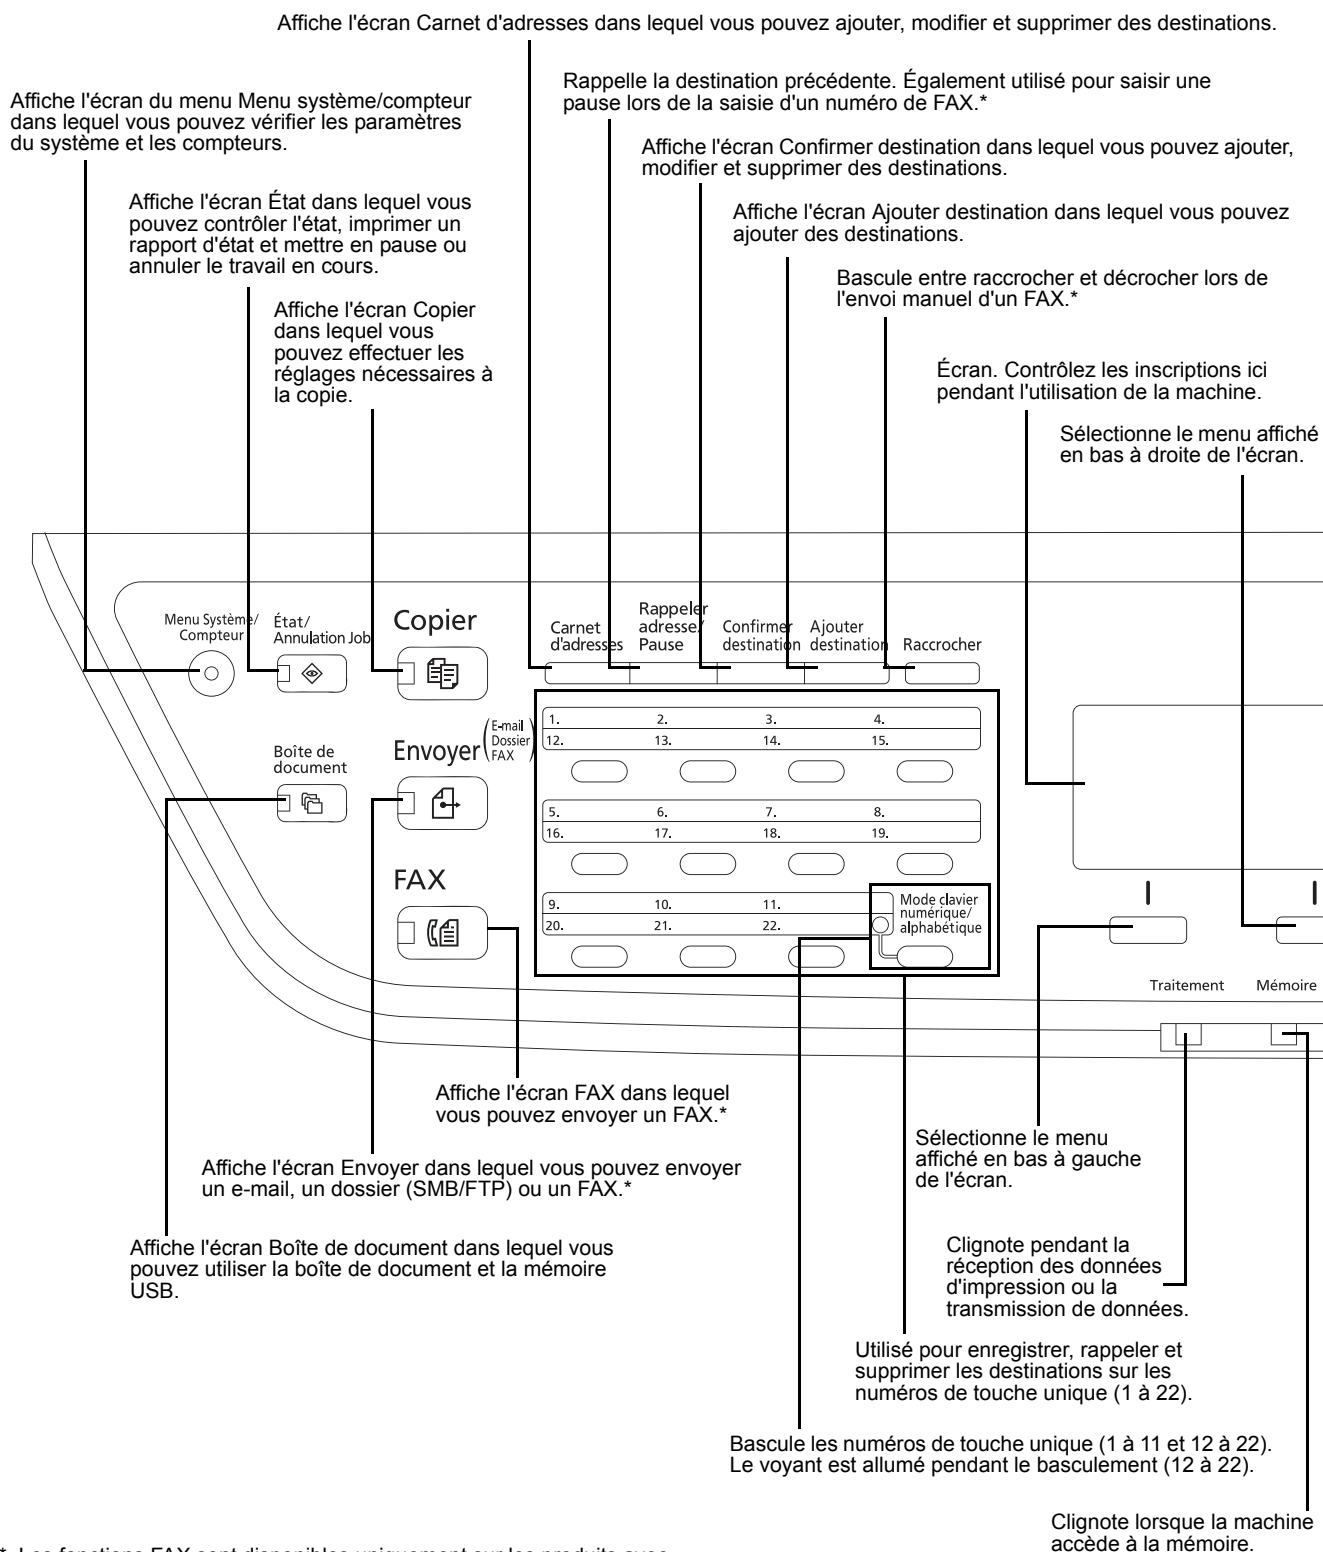 Affiche l'écran Carnet d'adresses dans lequel vous pouvez ajouter, modifier et supprimer des destinations.
Rappelle la destination précédente. Également utilisé pour saisir une
pause lors de la saisie d'un numéro de FAX.*
Affiche l'écran du menu Menu système/compteur
dans lequel vous pouvez vérifier les paramètres
du système et les compteurs.
Affiche l'écran Confirmer destination dans lequel vous pouvez ajouter,
modifier et supprimer des destinations.
Affiche l'écran État dans lequel vous
pouvez contrôler l'état, imprimer un
rapport d'état et mettre en pause ou
annuler le travail en cours.
Affiche l'écran Ajouter destination dans lequel vous pouvez
ajouter des destinations.
Bascule entre raccrocher et décrocher lors de
l'envoi manuel d'un FAX.*
Affiche l'écran Copier
dans lequel vous
pouvez effectuer les
réglages nécessaires à
la copie.
Écran. Contrôlez les inscriptions ici
pendant l'utilisation de la machine.
Sélectionne le menu affiché
en bas à droite de l'écran.
Menu Système/
Compteur
État/
Annulation Job
Copier
Carnet
d'adresses
Rappeler
adresse/
Pause
Confirmer
destination
Ajouter
destination
Raccrocher
Boîte de
document
Envoyer
E-mail
Dossier
FAX
FAX
1. 2. 3. 4.
12. 13. 14. 15.
5. 6. 7. 8.
16. 17. 18. 19.
9. 10. 11.
20. 21. 22.
Mode clavier
numérique/
alphabétique
Traitement Mémoire
Affiche l'écran FAX dans lequel
vous pouvez envoyer un FAX.*
Affiche l'écran Envoyer dans lequel vous pouvez envoyer
un e-mail, un dossier (SMB/FTP) ou un FAX.*
Affiche l'écran Boîte de document dans lequel vous
pouvez utiliser la boîte de document et la mémoire
USB.
Sélectionne le menu
affiché en bas à gauche
de l'écran.
Clignote pendant la
réception des données
d'impression ou la
transmission de données.
Utilisé pour enregistrer, rappeler et
supprimer les destinations sur les
numéros de touche unique (1 à 22).
Bascule les numéros de touche unique (1 à 11 et 12 à 22).
Le voyant est allumé pendant le basculement (12 à 22).
Clignote lorsque la machine
accède à la mémoire.
* Les fonctions FAX sont disponibles uniquement sur les produits avec